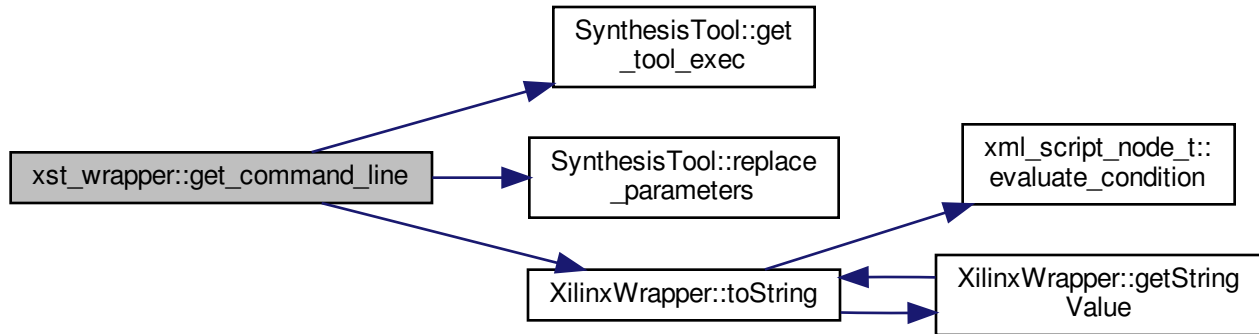 SynthesisTool::get
_tool_exec
xst_wrapper::get_command_line
SynthesisTool::replace
_parameters
XilinxWrapper::toString
xml_script_node_t::
evaluate_condition
XilinxWrapper::getString
Value